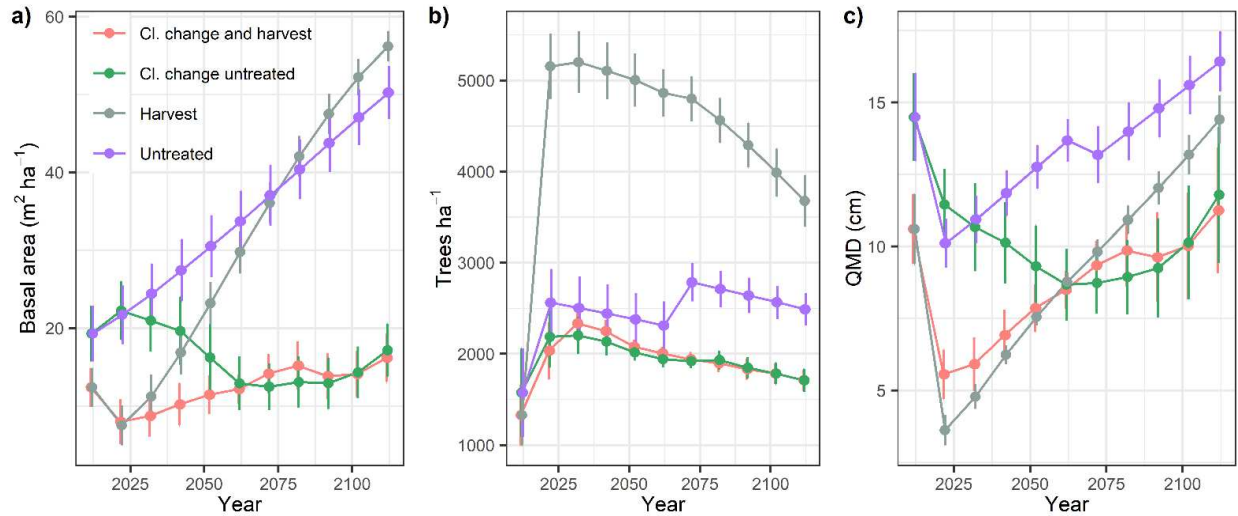 a)
60
40
20
Basal area (m² ha⁻¹)
Cl. change and harvest
Cl. change untreated
Harvest
Untreated
2025 2050 2075 2100
Year
b)
5000
4000
3000
2000
1000
Trees ha⁻¹
2025 2050 2075 2100
Year
c)
15
10
5
QMD (cm)
2025 2050 2075 2100
Year